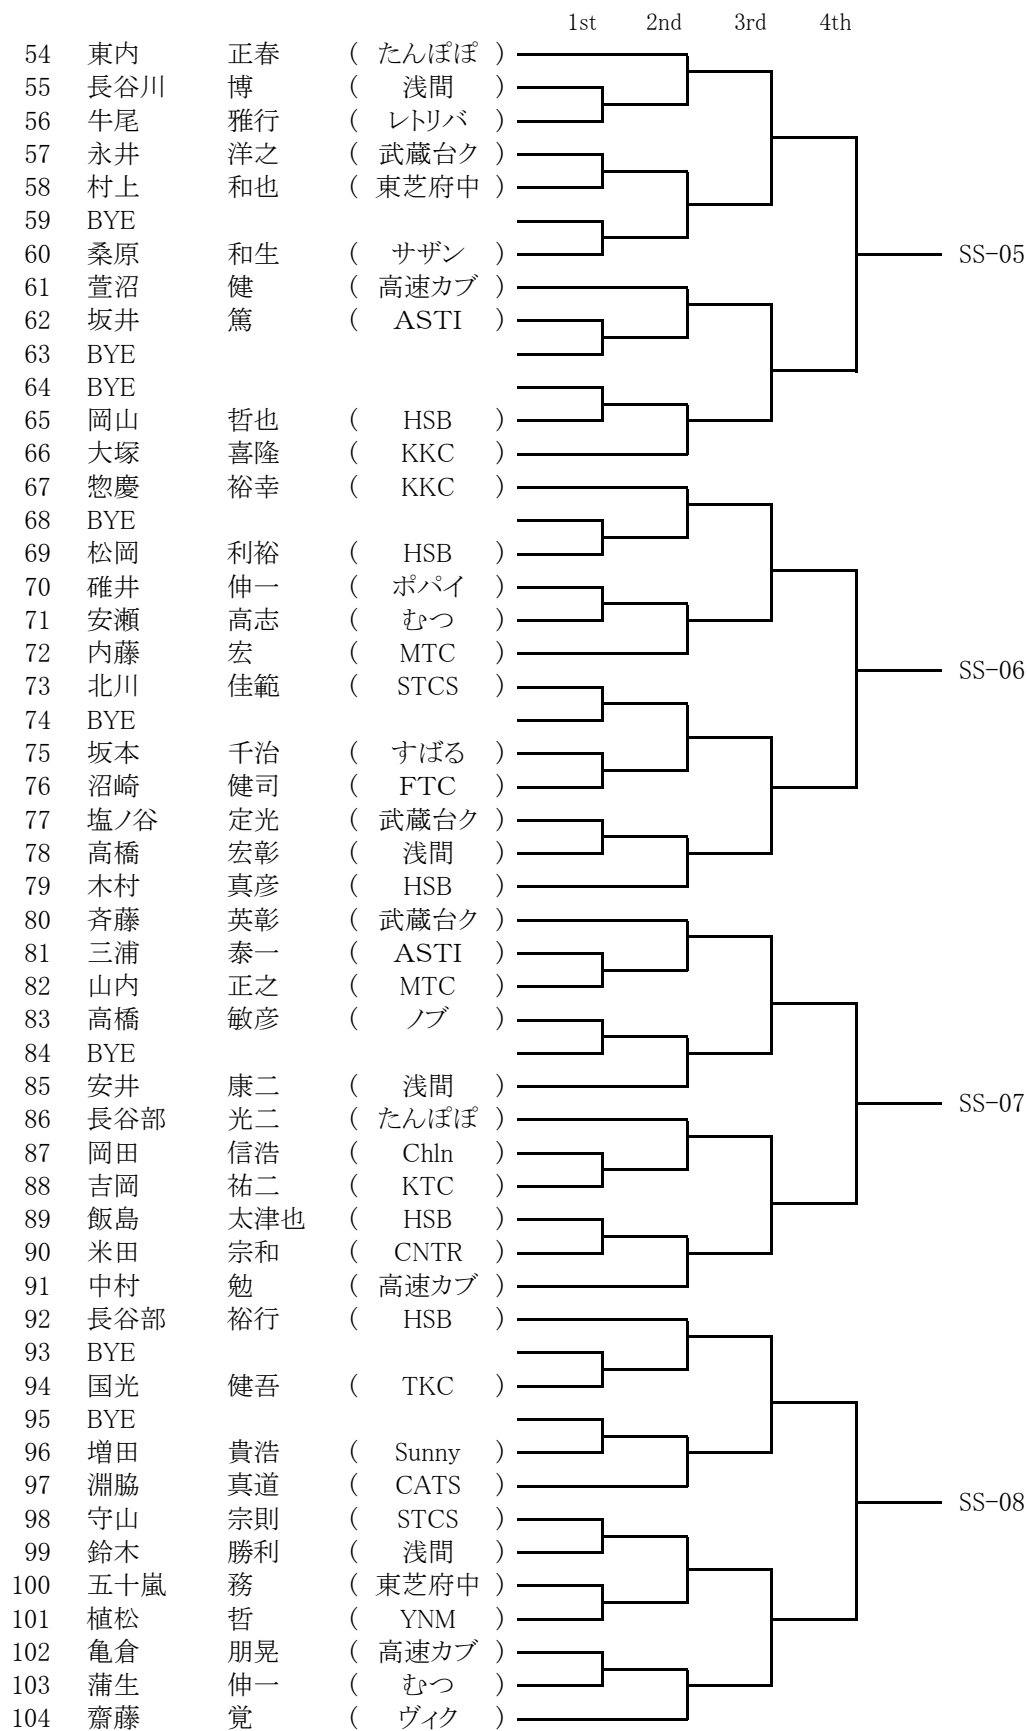 1st 2nd 3rd 4th
54 東内 正春 ( たんぽぽ )
55 長谷川 博 ( 浅間 )
56 牛尾 雅行 ( レトリバ )
57 永井 洋之 ( 武蔵台ク )
58 村上 和也 ( 東芝府中 )
59 BYE
60 桑原 和生 ( サザン ) SS-05
61 萱沼 健 ( 高速カブ )
62 坂井 篤 ( ASTI )
63 BYE
64 BYE
65 岡山 哲也 ( HSB )
66 大塚 喜隆 ( KKC )
67 惣慶 裕幸 ( KKC )
68 BYE
69 松岡 利裕 ( HSB )
70 碓井 伸一 ( ポパイ )
71 安瀬 高志 ( むつ )
72 内藤 宏 ( MTC ) SS-06
73 北川 佳範 ( STCS )
74 BYE
75 坂本 千治 ( すばる )
76 沼崎 健司 ( FTC )
77 塩ノ谷 定光 ( 武蔵台ク )
78 高橋 宏彰 ( 浅間 )
79 木村 真彦 ( HSB )
80 斉藤 英彰 ( 武蔵台ク )
81 三浦 泰一 ( ASTI )
82 山内 正之 ( MTC )
83 高橋 敏彦 ( ノブ )
84 BYE
85 安井 康二 ( 浅間 ) SS-07
86 長谷部 光二 ( たんぽぽ )
87 岡田 信浩 ( Chln )
88 吉岡 祐二 ( KTC )
89 飯島 太津也 ( HSB )
90 米田 宗和 ( CNTR )
91 中村 勉 ( 高速カブ )
92 長谷部 裕行 ( HSB )
93 BYE
94 国光 健吾 ( TKC )
95 BYE
96 増田 貴浩 ( Sunny )
97 淵脇 真道 ( CATS ) SS-08
98 守山 宗則 ( STCS )
99 鈴木 勝利 ( 浅間 )
100 五十嵐 務 ( 東芝府中 )
101 植松 哲 ( YNM )
102 亀倉 朋晃 ( 高速カブ )
103 蒲生 伸一 ( むつ )
104 齋藤 覚 ( ヴィク )